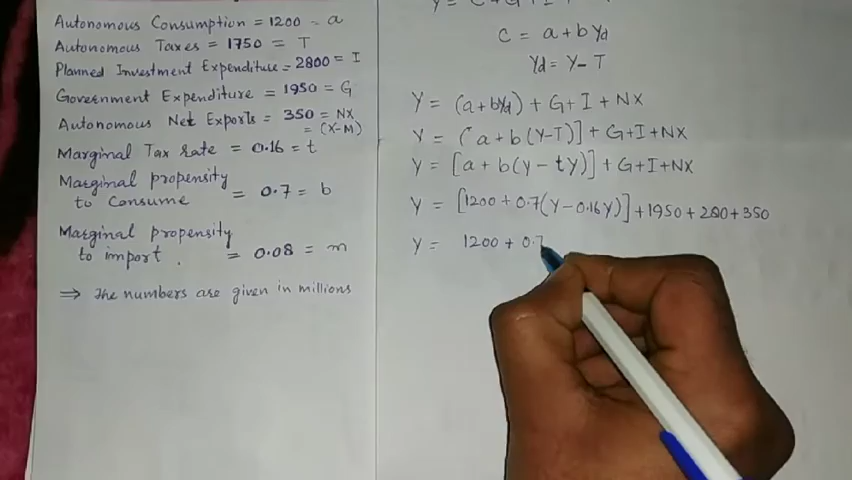 Autonomous Consumption = 1200 = a
Autonomous Taxes = 1750 = T
Planned Investment Expenditure = 2800 = I
Government Expenditure = 1950 = G
Autonomous Net Exports = 350 = NX
= (X-M)
Marginal Tax rate = 0.16 = t
Marginal propensity
to Consume = 0.7 = b
Marginal propensity
to import . = 0.08 = m
⇒ The numbers are given in millions
Y = C + G + I +
C = a + b Yd
Yd = Y - T
Y = (a + bYd) + G + I + NX
Y = (a + b (Y-T)] + G + I + NX
Y = [a + b (Y - tY)] + G + I + NX
Y = [1200 + 0.7 (Y - 0.16Y)] + 1950 + 280 + 350
Y = 1200 + 0.7